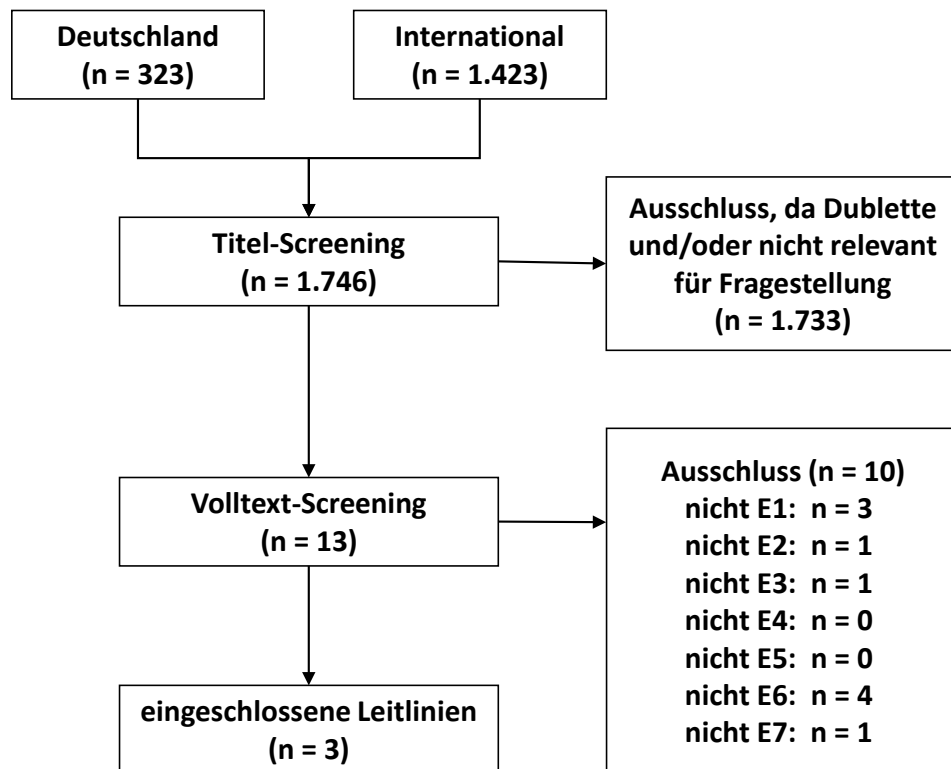 Deutschland
(n = 323)
International
(n = 1.423)
Titel-Screening
(n = 1.746)
Ausschluss, da Dublette
und/oder nicht relevant
für Fragestellung
(n = 1.733)
Volltext-Screening
(n = 13)
Ausschluss (n = 10)
nicht E1:  n = 3
nicht E2:  n = 1
nicht E3:  n = 1
nicht E4:  n = 0
nicht E5:  n = 0
nicht E6:  n = 4
nicht E7:  n = 1
eingeschlossene Leitlinien
(n = 3)